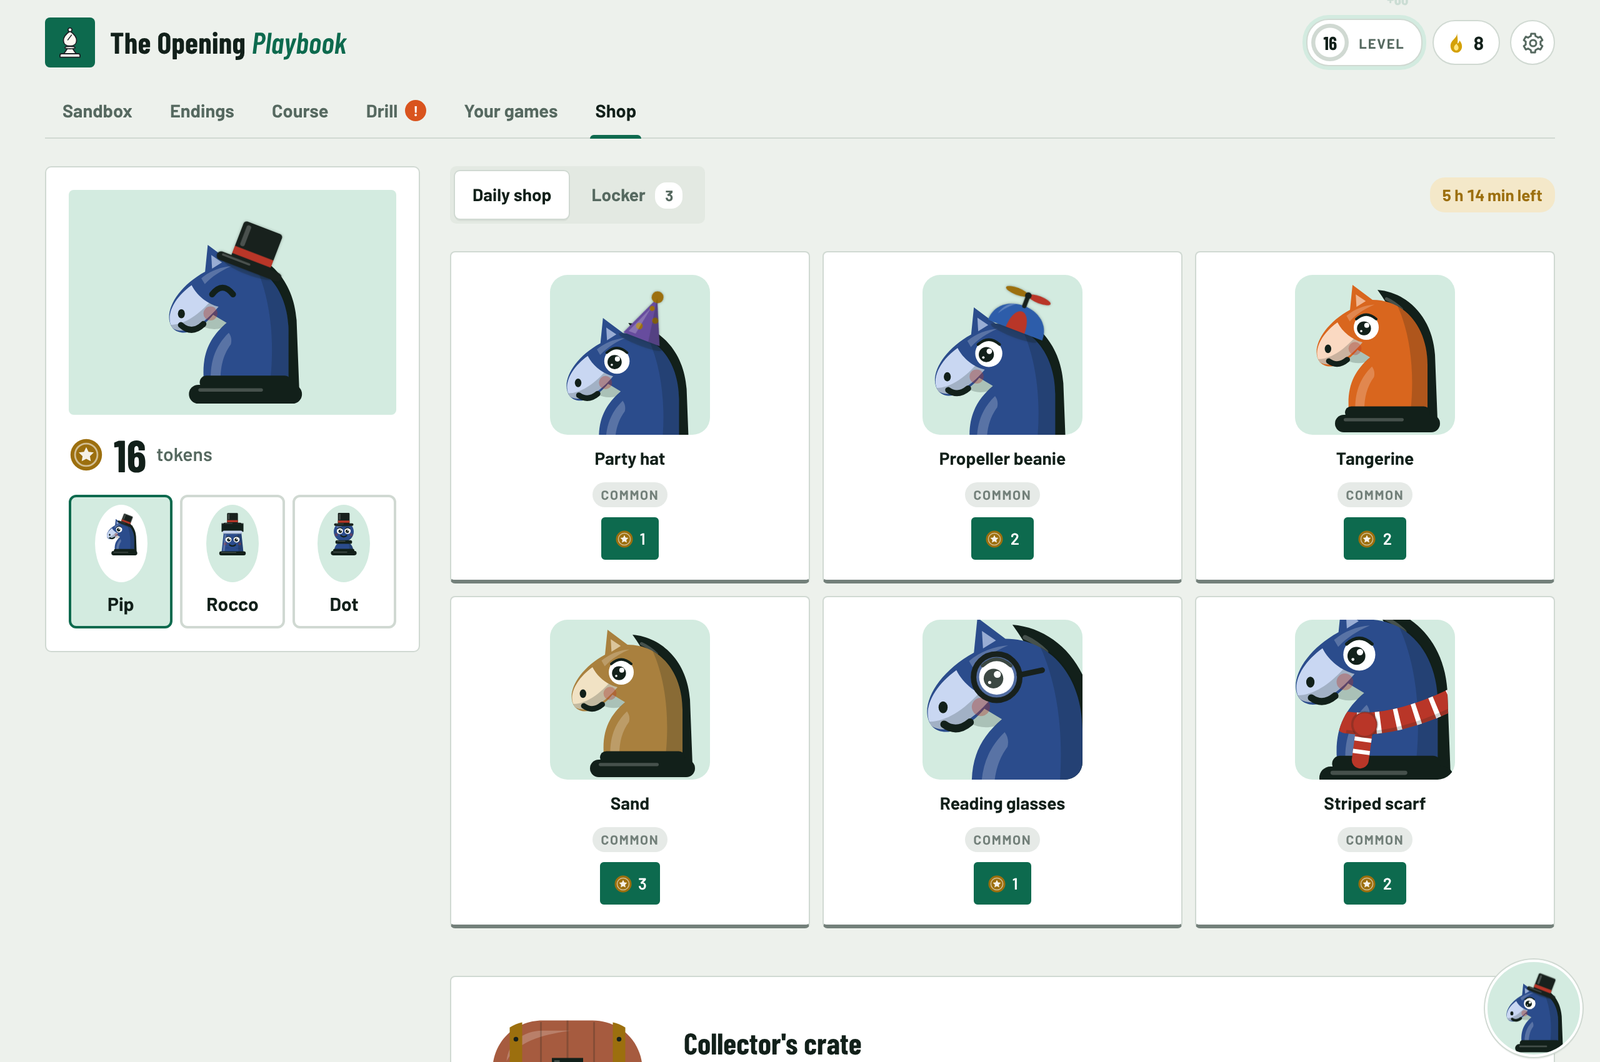 +60
The Opening Playbook
16 LEVEL
8
Sandbox
Endings
Course
Drill !
Your games
Shop
Daily shop
Locker 3
5 h 14 min left
16 tokens
Pip
Rocco
Dot
Party hat
COMMON
1
Propeller beanie
COMMON
2
Tangerine
COMMON
2
Sand
COMMON
3
Reading glasses
COMMON
1
Striped scarf
COMMON
2
Collector's crate